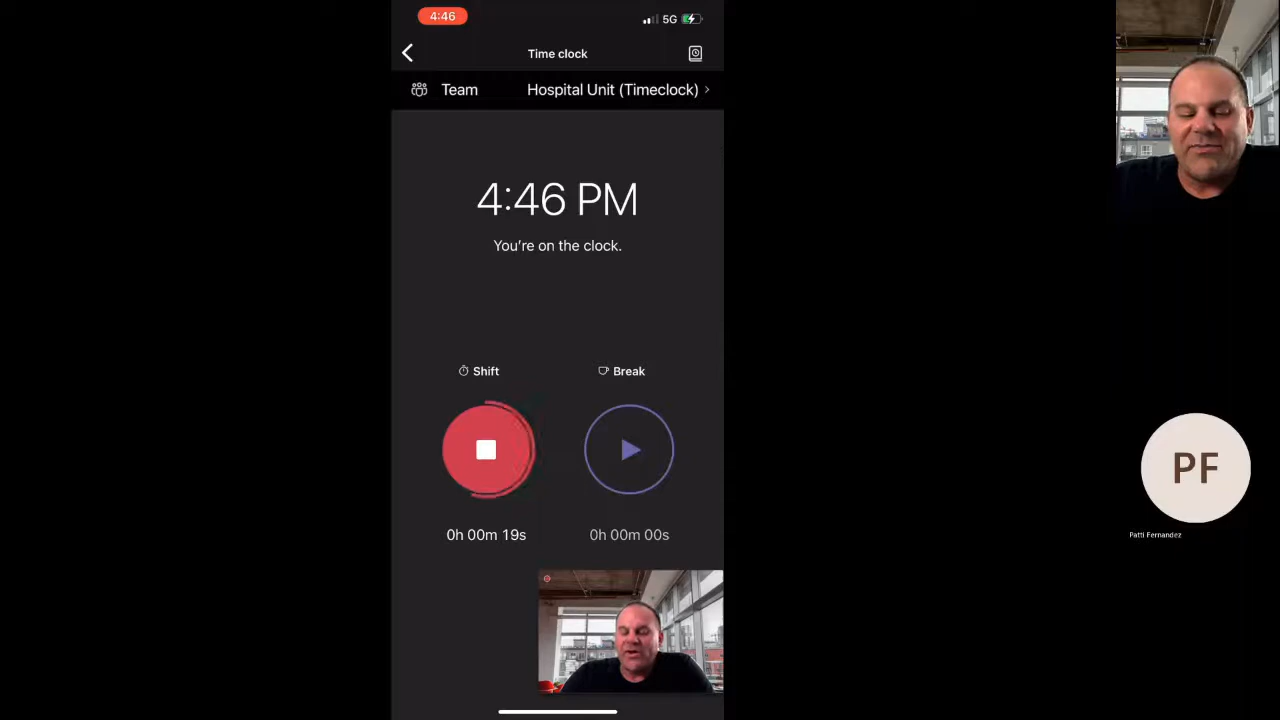 4:46
5G
Time clock
Team
Hospital Unit (Timeclock)
4:46 PM
You're on the clock.
Shift
Break
0h 00m 19s
0h 00m 00s
PF
Patti Fernandez